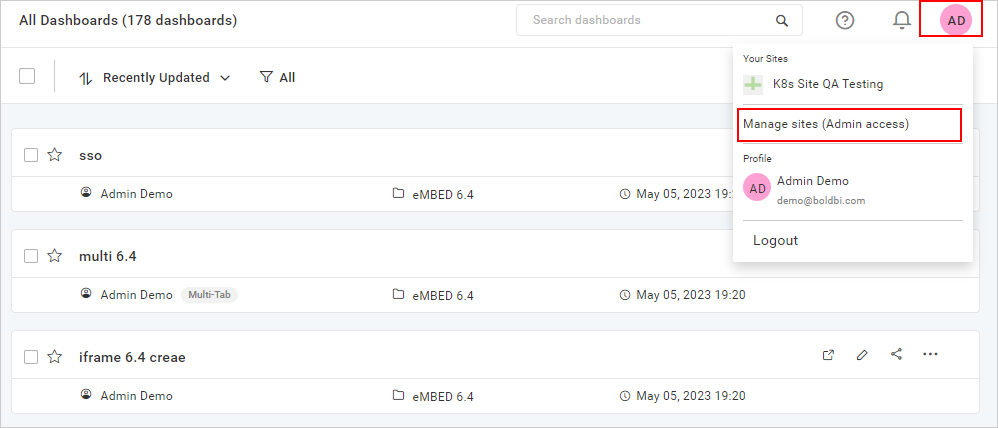 All Dashboards (178 dashboards)
Search dashboards
AD
Your Sites
K8s Site QA Testing
Manage sites (Admin access)
Profile
AD
Admin Demo
demo@boldbi.com
Logout
Recently Updated
All
sso
Admin Demo
eMBED 6.4
May 05, 2023 19:
multi 6.4
Admin Demo
Multi-Tab
eMBED 6.4
May 05, 2023 19:20
iframe 6.4 creae
Admin Demo
eMBED 6.4
May 05, 2023 19:20